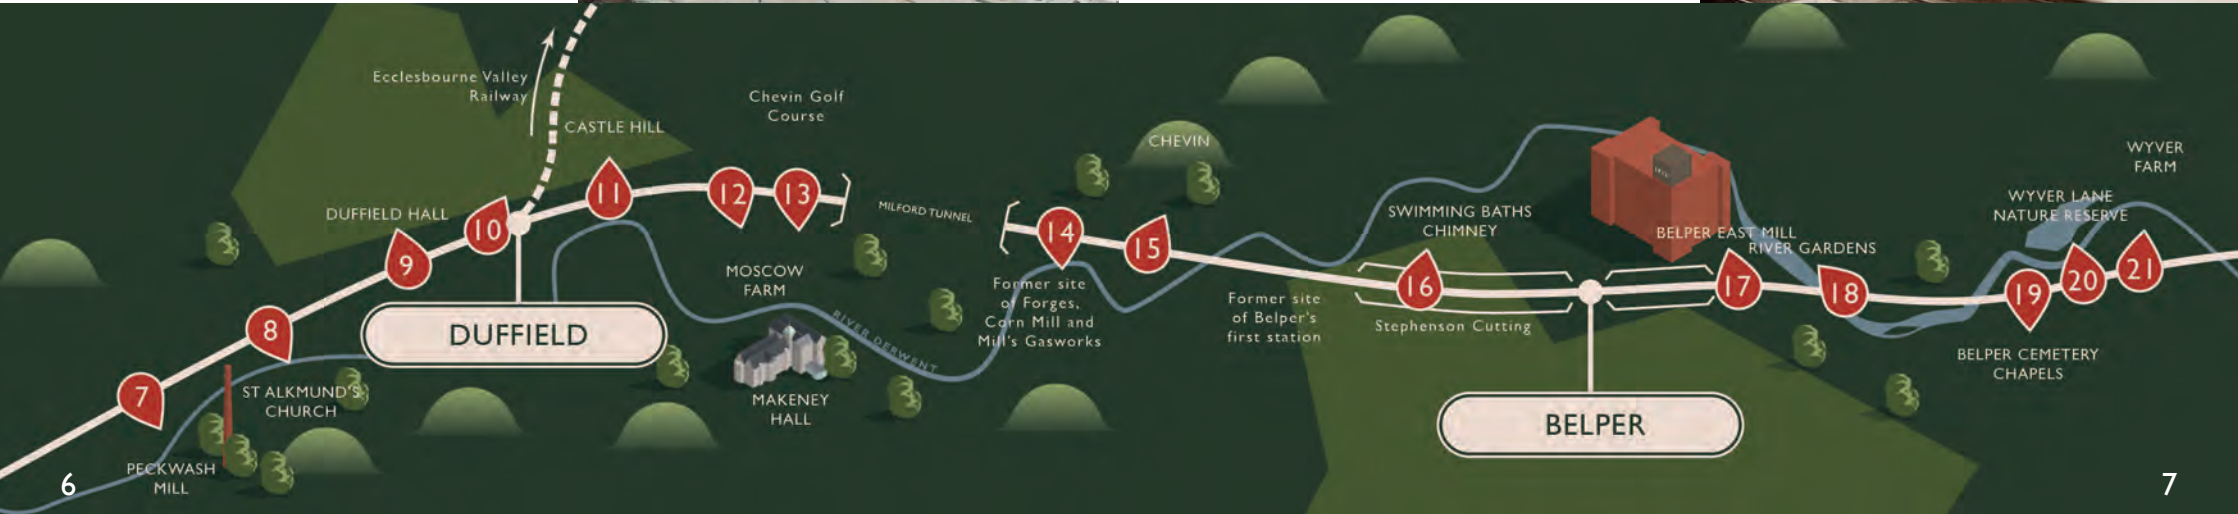 Ecclesbourne Valley
Railway
CASTLE HILL
Chevin Golf
Course
DUFFIELD HALL
7
8
9
10
11
12
13
MILFORD TUNNEL
DUFFIELD
ST ALKMUND'S
CHURCH
PECKWASH
MILL
6
MOSCOW
FARM
RIVER DERWENT
MAKENEY
HALL
CHEVIN
14
15
Former site
of Forges,
Corn Mill and
Mill's Gasworks
Former site
of Belper's
first station
SWIMMING BATHS
CHIMNEY
16
Stephenson Cutting
BELPER EAST MILL
RIVER GARDENS
17
18
BELPER
WYVER
FARM
WYVER LANE
NATURE RESERVE
19
20
21
BELPER CEMETERY
CHAPELS
7